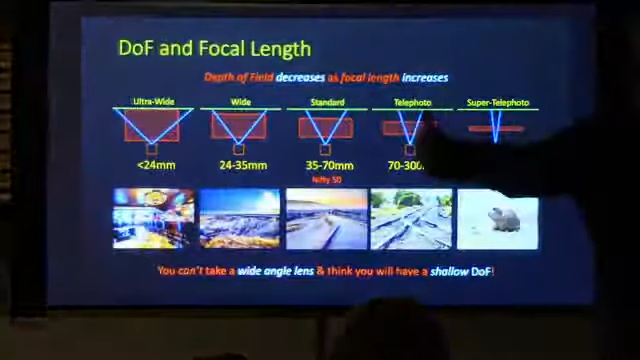 DoF and Focal Length
Depth of Field decreases as focal length increases
Ultra-Wide Wide Standard Telephoto Super-Telephoto
<24mm 24-35mm 35-70mm 70-300
Nifty 50
You can't take a wide angle lens & think you will have a shallow DoF!